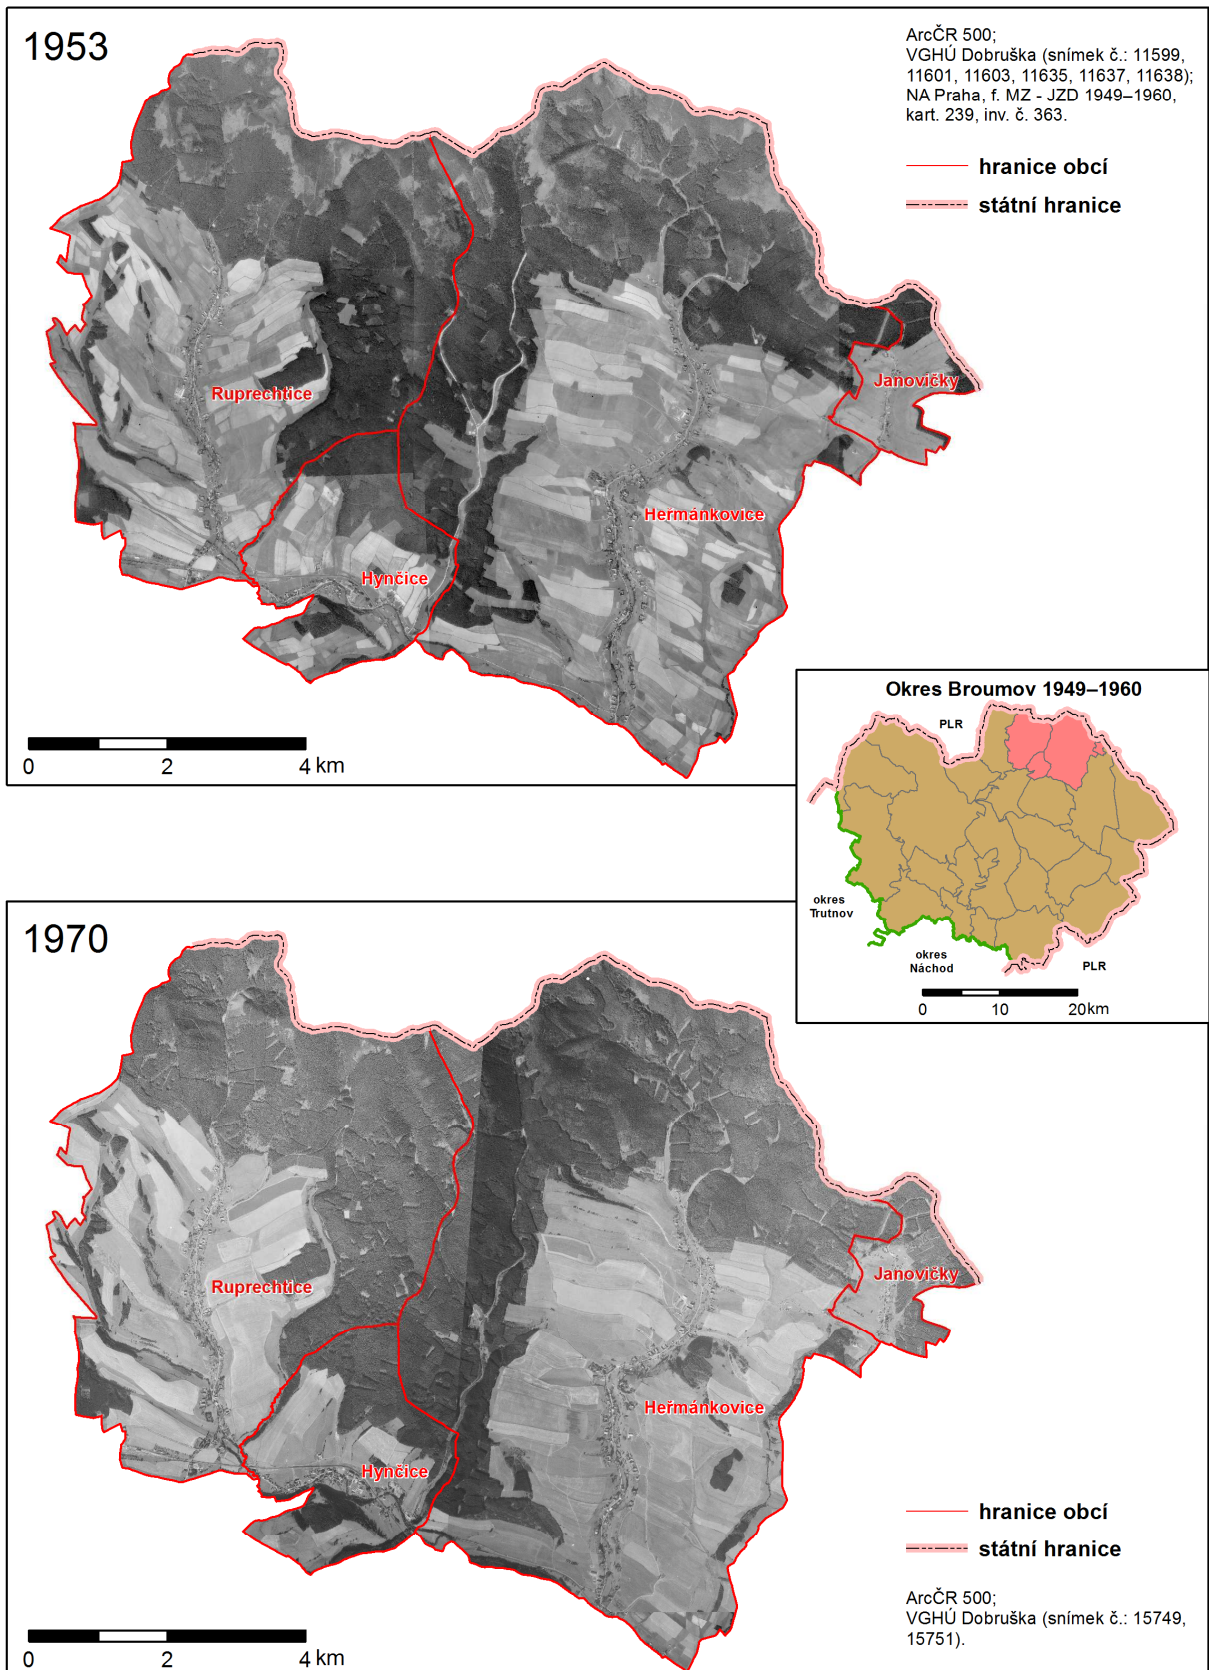 1953
ArcČR 500;
VGHÚ Dobruška (snímek č.: 11599,
11601, 11603, 11635, 11637, 11638);
NA Praha, f. MZ - JZD 1949–1960,
kart. 239, inv. č. 363.
hranice obcí
státní hranice
Ruprechtice
Janovičky
Heřmánkovice
Hynčice
0 2 4 km
Okres Broumov 1949–1960
PLR
okres
Trutnov
okres
Náchod
PLR
0 10 20km
1970
Ruprechtice
Janovičky
Heřmánkovice
Hynčice
hranice obcí
státní hranice
ArcČR 500;
VGHÚ Dobruška (snímek č.: 15749,
15751).
0 2 4 km